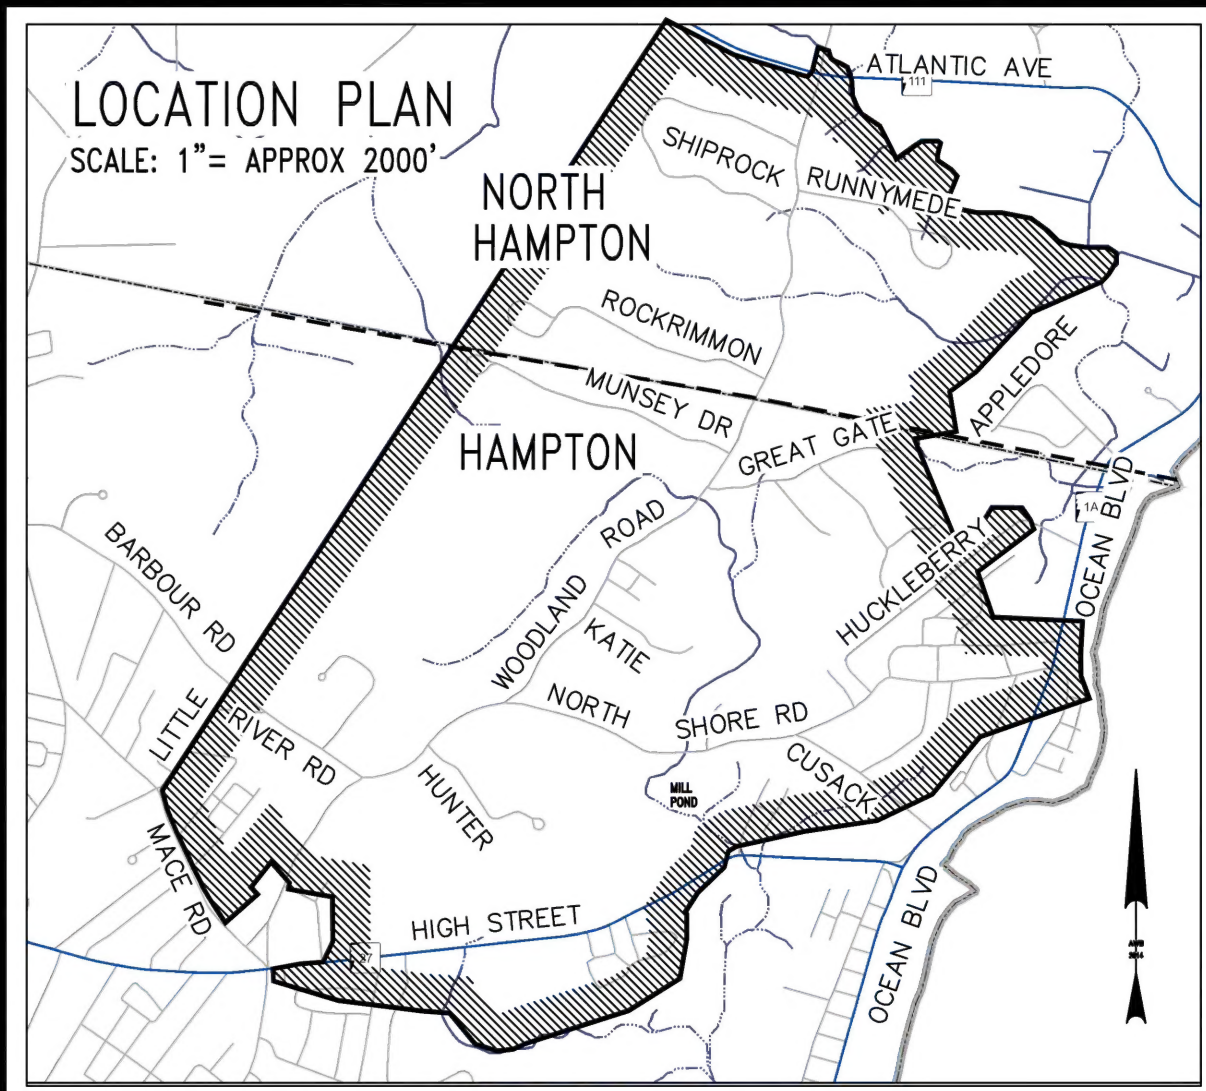 LOCATION PLAN
SCALE: 1"= APPROX 2000'
ATLANTIC AVE
111
SHIPROCK
RUNNYMEDE
NORTH
HAMPTON
ROCKRIMMON
APPLEDORE
MUNSEY DR
GREAT GATE
HAMPTON
OCEAN BLVD
1A
ROAD
WOODLAND
HUCKLEBERRY
BARBOUR RD
KATIE
LITTLE
RIVER RD
NORTH
SHORE RD
CUSACK
HUNTER
MILL
POND
MACE RD
HIGH STREET
27
OCEAN BLVD